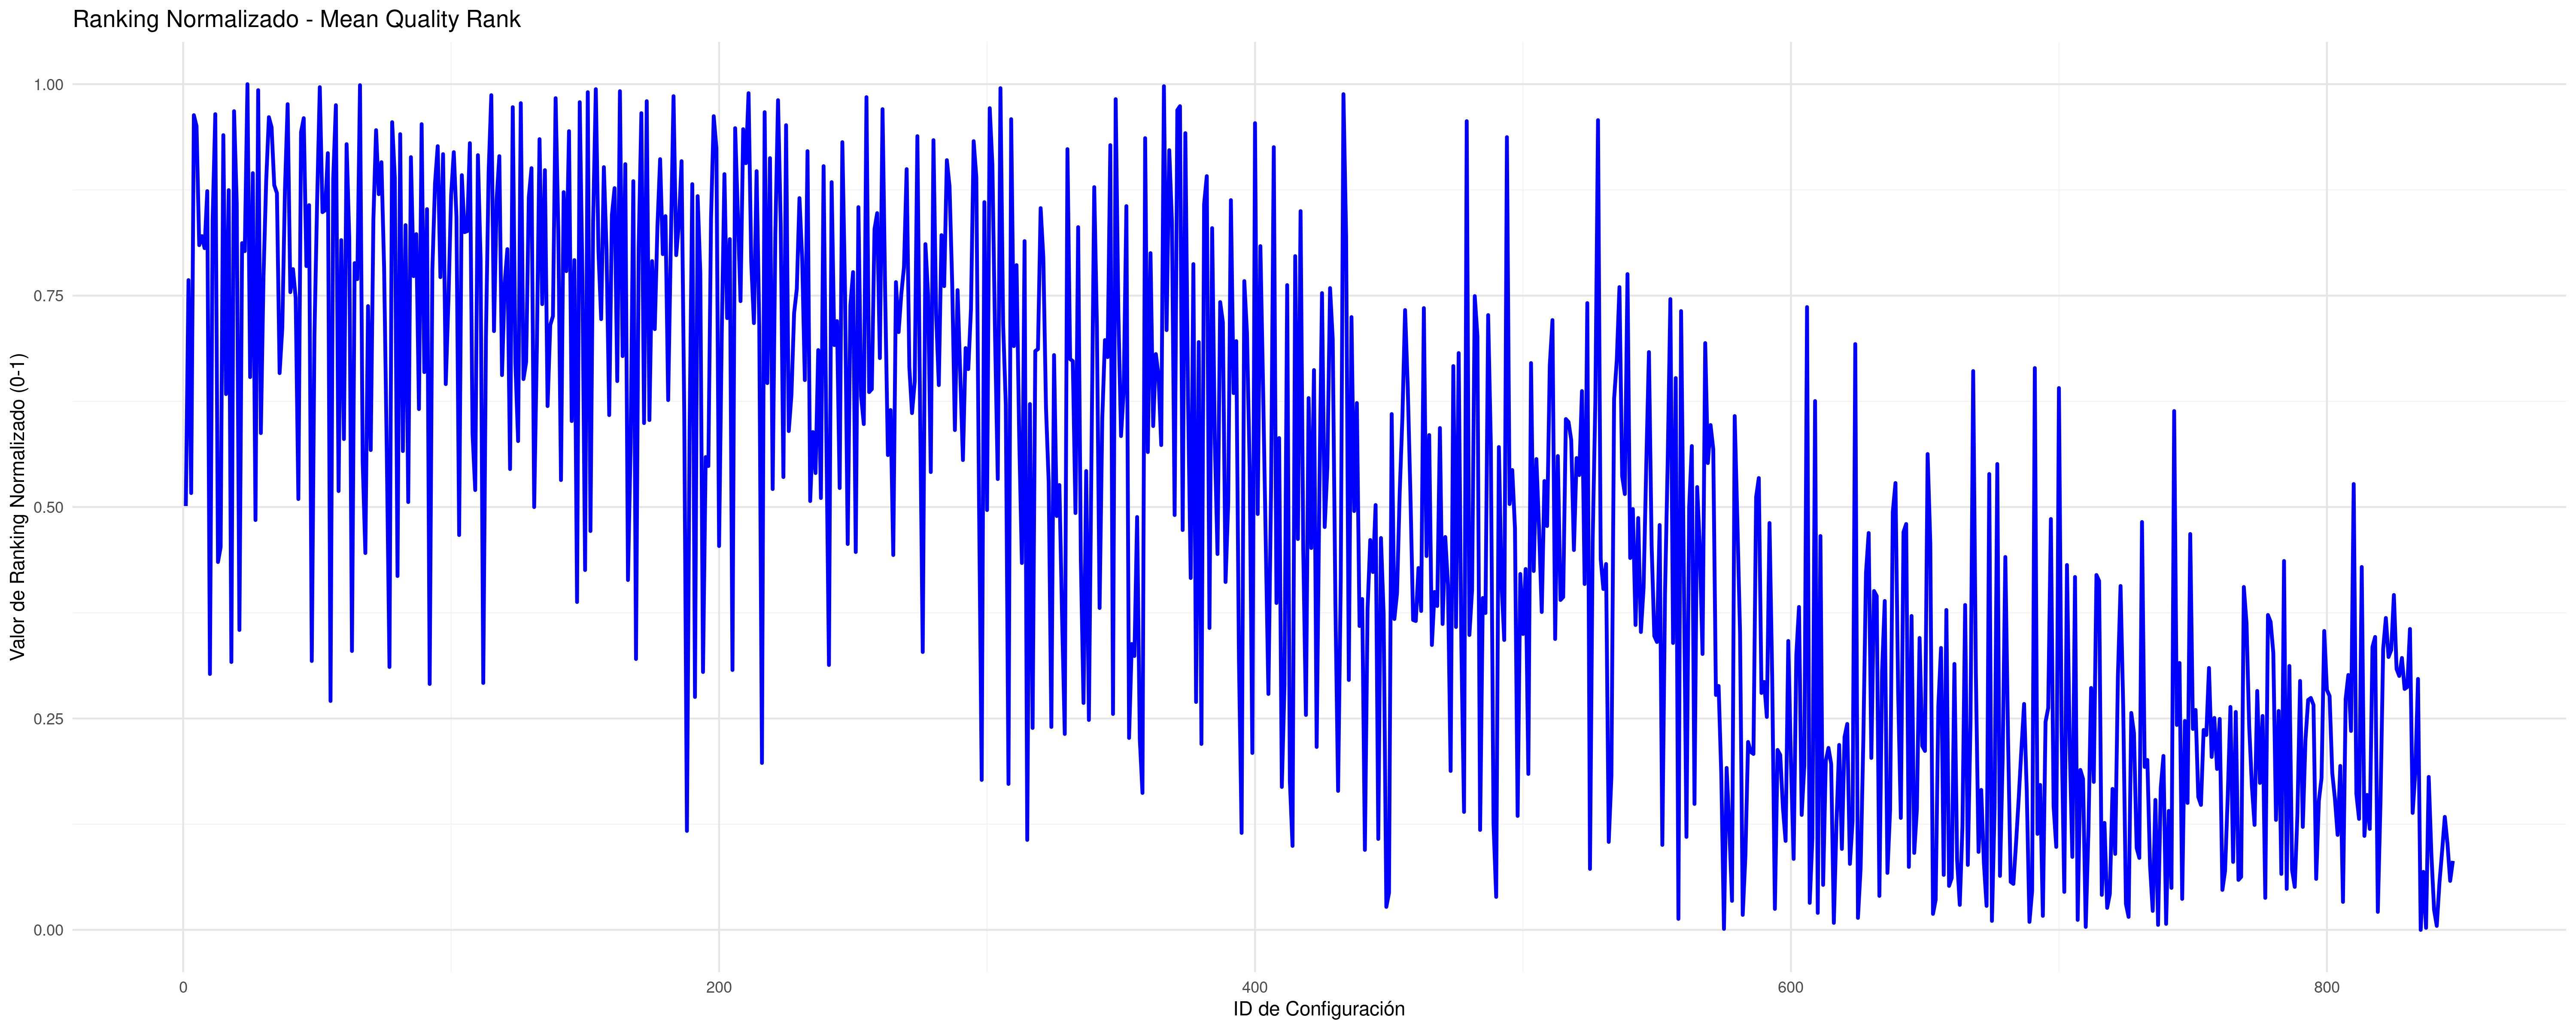 Ranking Normalizado - Mean Quality Rank
Valor de Ranking Normalizado (0-1)
1.00
0.75
0.50
0.25
0.00
0 200 400 600 800
ID de Configuración